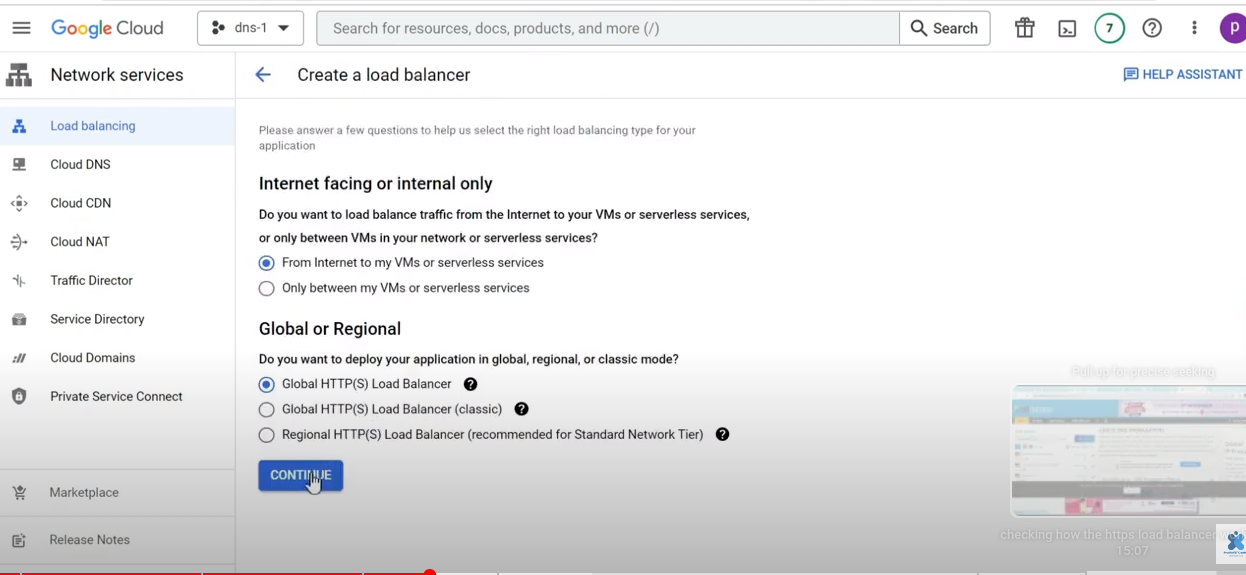 Google Cloud
dns-1
Search for resources, docs, products, and more (/)
Search
7
p
Network services
Create a load balancer
HELP ASSISTANT
Load balancing
Cloud DNS
Cloud CDN
Cloud NAT
Traffic Director
Service Directory
Cloud Domains
Private Service Connect
Marketplace
Release Notes
Please answer a few questions to help us select the right load balancing type for your
application
Internet facing or internal only
Do you want to load balance traffic from the Internet to your VMs or serverless services,
or only between VMs in your network or serverless services?
From Internet to my VMs or serverless services
Only between my VMs or serverless services
Global or Regional
Do you want to deploy your application in global, regional, or classic mode?
Global HTTP(S) Load Balancer
Global HTTP(S) Load Balancer (classic)
Regional HTTP(S) Load Balancer (recommended for Standard Network Tier)
CONTINUE
Pull up for precise seeking
checking how the https load balancer
15:07